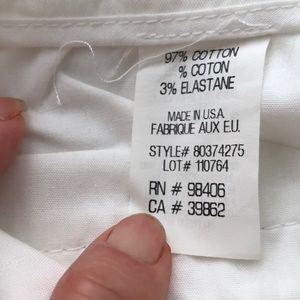 97% COTTON
% COTON
3% ELASTANE
MADE IN U.S.A.
FABRIQUE AUX E.U.
STYLE# 80374275
LOT# 110764
RN # 98406
CA # 39862